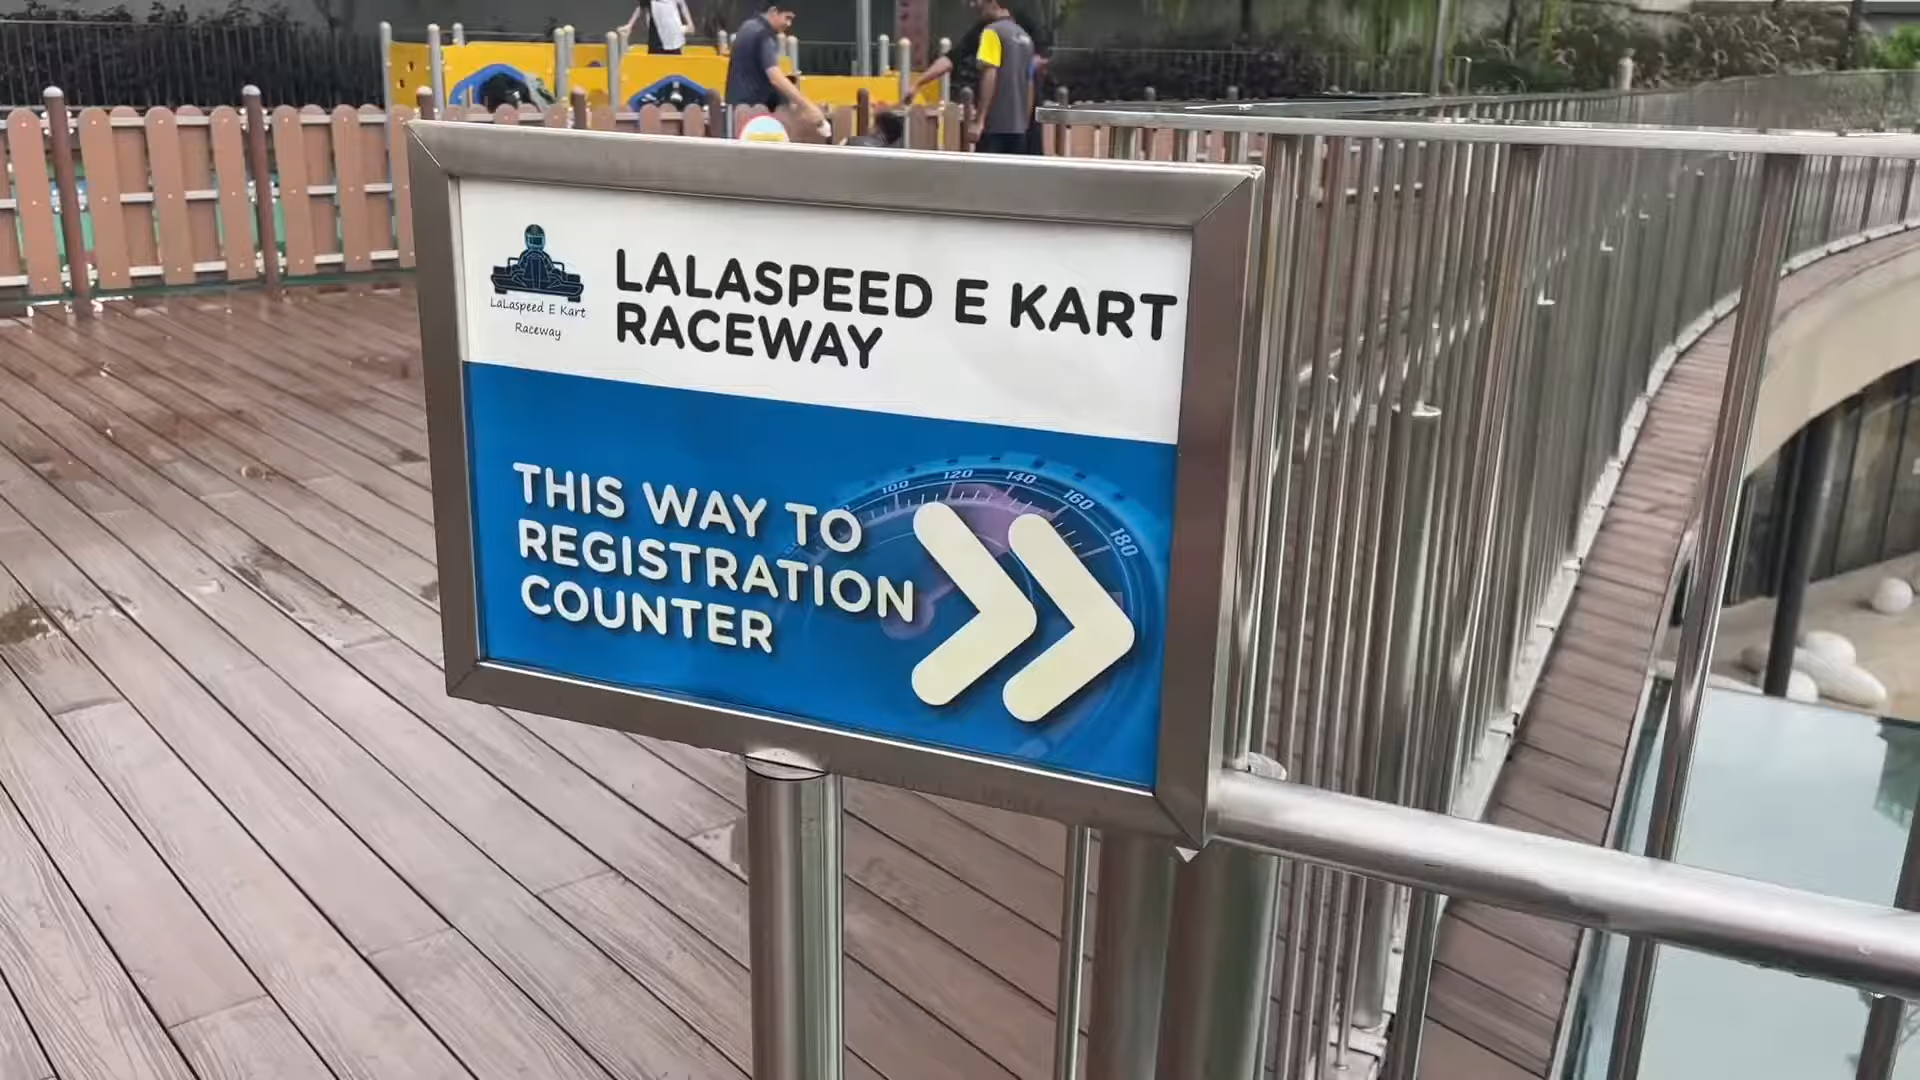 LaLaspeed E Kart
Raceway
LALASPEED E KART
RACEWAY
THIS WAY TO
REGISTRATION
COUNTER
100 120 140 160 180